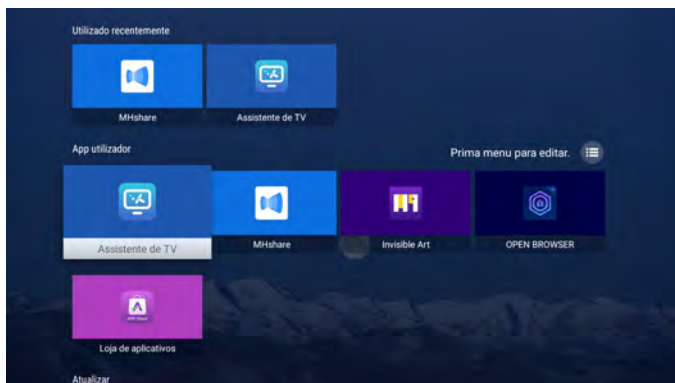 Utilizado recentemente
MHshare
Assistente de TV
App utilizador
Prima menu para editar.
Assistente de TV
MHshare
Invisible Art
OPEN BROWSER
Loja de aplicativos
Atualizar